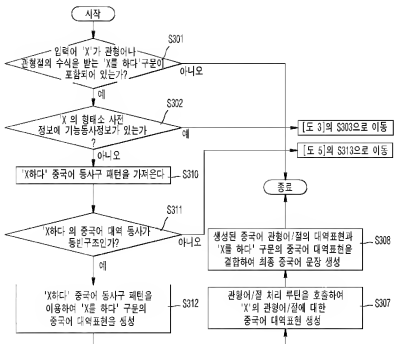 시작
S301
입력어 'X'가 관형어나
관형절의 수식을 받는 'X를 하다'구문이
포함되어 있는가?
아니오
예
S302
'X 의 형태소 사전
정보에 기능동사정보가 있는가
?
예
아니오
[도 3]의 S303으로 이동
[도 5]의 S313으로 이동
'X하다' 중국어 동사구 패턴을 가져온다
S310
종료
S311
'X하다 의 중국어 대역 동사가
동빈구조인가?
아니오
예
생성된 중국어 관형어/절의 대역표현과
'X를 하다' 구문의 중국어 대역표현을
결합하여 최종 중국어 문장 생성
S308
'X하다' 중국어 동사구 패턴을
이용하여 'X를 하다' 구문의
중국어 대역표현을 생성
S312
관형어/절 처리 루틴을 호출하여
'X'의 관형어/절에 대한
중국어 대역표현 생성
S307